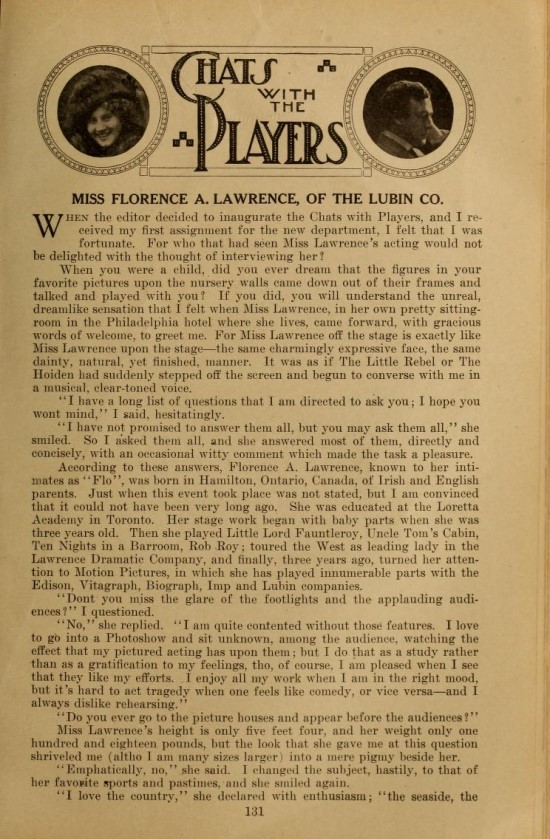 CHATS
WITH
THE
PLAYERS
MISS FLORENCE A. LAWRENCE, OF THE LUBIN CO.
WHEN the editor decided to inaugurate the Chats with Players, and I re-
ceived my first assignment for the new department, I felt that I was
fortunate. For who that had seen Miss Lawrence's acting would not
be delighted with the thought of interviewing her?
When you were a child, did you ever dream that the figures in your
favorite pictures upon the nursery walls came down out of their frames and
talked and played with you? If you did, you will understand the unreal,
dreamlike sensation that I felt when Miss Lawrence, in her own pretty sitting-
room in the Philadelphia hotel where she lives, came forward, with gracious
words of welcome, to greet me. For Miss Lawrence off the stage is exactly like
Miss Lawrence upon the stage—the same charmingly expressive face, the same
dainty, natural, yet finished, manner. It was as if The Little Rebel or The
Hoiden had suddenly stepped off the screen and begun to converse with me in
a musical, clear-toned voice.
"I have a long list of questions that I am directed to ask you; I hope you
wont mind," I said, hesitatingly.
"I have not promised to answer them all, but you may ask them all," she
smiled. So I asked them all, and she answered most of them, directly and
concisely, with an occasional witty comment which made the task a pleasure.
According to these answers, Florence A. Lawrence, known to her inti-
mates as "Flo", was born in Hamilton, Ontario, Canada, of Irish and English
parents. Just when this event took place was not stated, but I am convinced
that it could not have been very long ago. She was educated at the Loretta
Academy in Toronto. Her stage work began with baby parts when she was
three years old. Then she played Little Lord Fauntleroy, Uncle Tom's Cabin,
Ten Nights in a Barroom, Rob Roy; toured the West as leading lady in the
Lawrence Dramatic Company, and finally, three years ago, turned her atten-
tion to Motion Pictures, in which she has played innumerable parts with the
Edison, Vitagraph, Biograph, Imp and Lubin companies.
"Dont you miss the glare of the footlights and the applauding audi-
ences?" I questioned.
"No," she replied. "I am quite contented without those features. I love
to go into a Photoshow and sit unknown, among the audience, watching the
effect that my pictured acting has upon them; but I do that as a study rather
than as a gratification to my feelings, tho, of course, I am pleased when I see
that they like my efforts. I enjoy all my work when I am in the right mood,
but it's hard to act tragedy when one feels like comedy, or vice versa—and I
always dislike rehearsing."
"Do you ever go to the picture houses and appear before the audiences?"
Miss Lawrence's height is only five feet four, and her weight only one
hundred and eighteen pounds, but the look that she gave me at this question
shriveled me (altho I am many sizes larger) into a mere pigmy beside her.
"Emphatically, no," she said. I changed the subject, hastily, to that of
her favorite sports and pastimes, and she smiled again.
"I love the country," she declared with enthusiasm; "the seaside, the
131